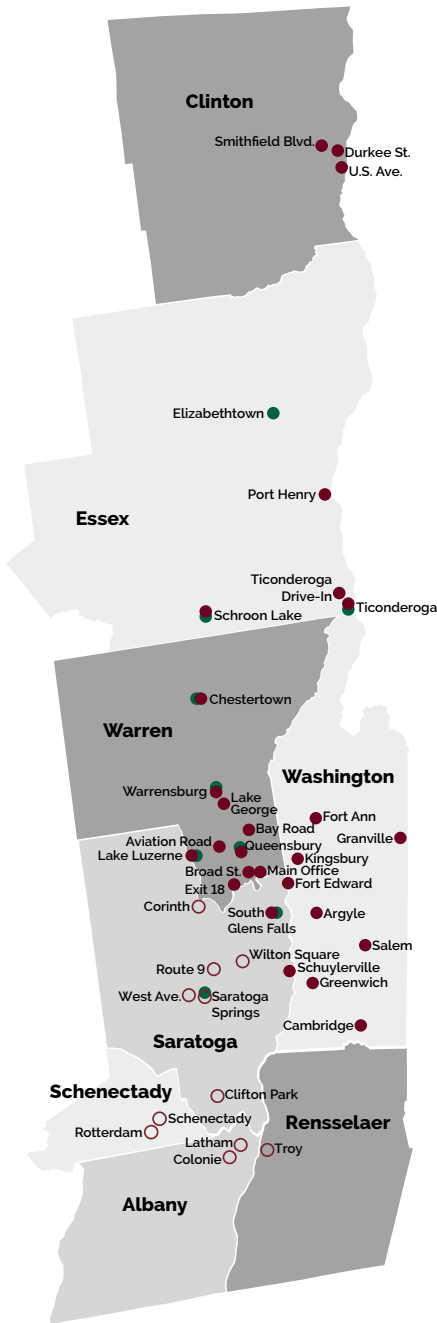 Clinton
Smithfield Blvd.
Durkee St.
U.S. Ave.
Elizabethtown
Port Henry
Essex
Ticonderoga
Drive-In
Ticonderoga
Schroon Lake
Chestertown
Warren
Washington
Warrensburg
Lake
George
Fort Ann
Bay Road
Granville
Aviation Road
Queensbury
Lake Luzerne
Kingsbury
Broad St.
Main Office
Exit 18
Fort Edward
Corinth
South
Glens Falls
Argyle
Salem
Wilton Square
Route 9
Schuylerville
Greenwich
West Ave.
Saratoga
Springs
Cambridge
Saratoga
Schenectady
Clifton Park
Schenectady
Rensselaer
Rotterdam
Latham
Colonie
Troy
Albany